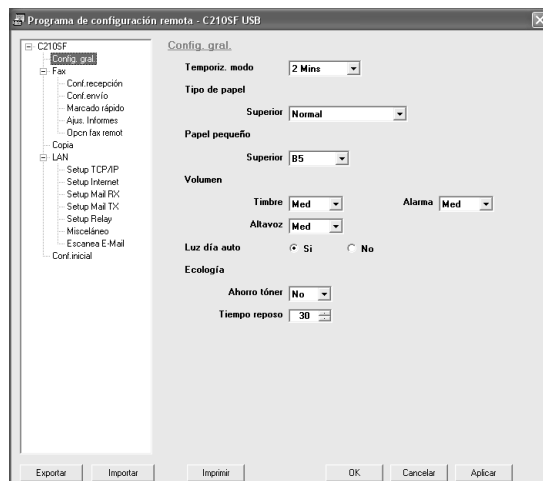 Programa de configuración remota - C210SF USB
C210SF
Config. gral.
Fax
Conf.recepción
Conf.envío
Marcado rápido
Ajus. Informes
Opcn fax remot
Copia
LAN
Setup TCP/IP
Setup Internet
Setup Mail RX
Setup Mail TX
Setup Relay
Misceláneo
Escanea E-Mail
Conf.inicial
Config. gral.
Temporiz. modo 2 Mins
Tipo de papel
Superior Normal
Papel pequeño
Superior B5
Volumen
Timbre Med Alarma Med
Altavoz Med
Luz día auto Si No
Ecología
Ahorro tóner No
Tiempo reposo 30
Exportar Importar Imprimir OK Cancelar Aplicar